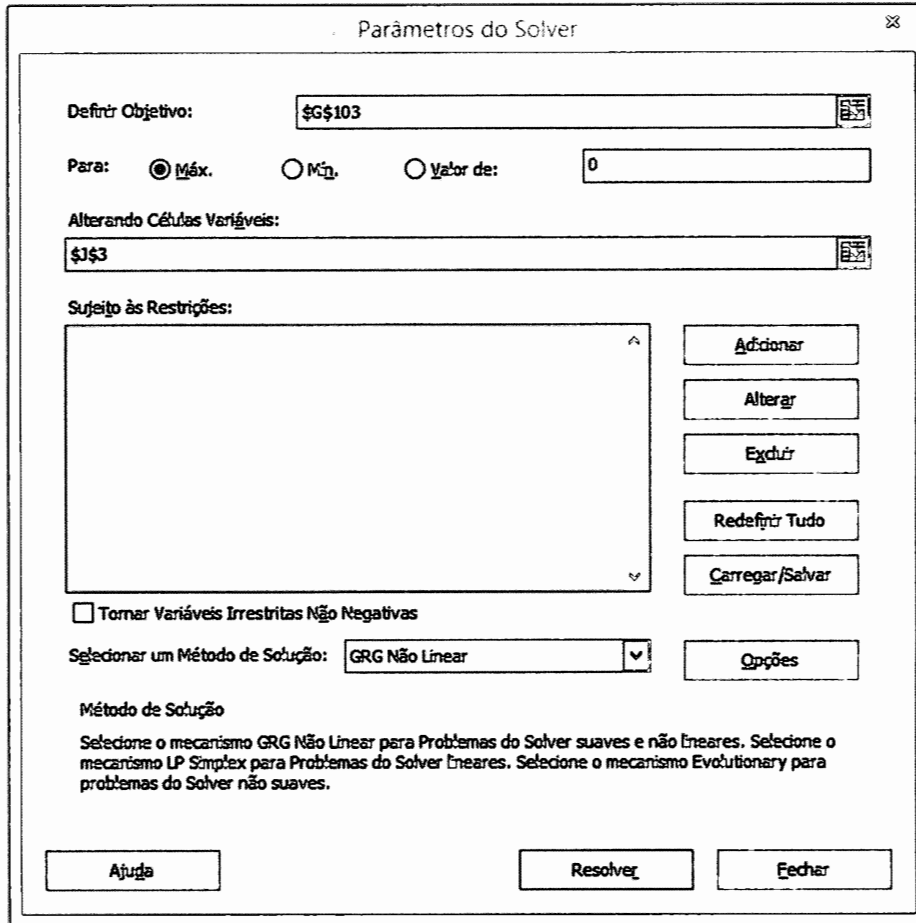 Parâmetros do Solver
Definir Objetivo: $G$103
Para: Máx. Mín. Valor de: 0
Alterando Células Variáveis:
$J$3
Sujeito às Restrições:
Adicionar
Alterar
Excluir
Redefinir Tudo
Carregar/Salvar
Tornar Variáveis Irrestritas Não Negativas
Selecionar um Método de Solução: GRG Não Linear
Opções
Método de Solução
Selecione o mecanismo GRG Não Linear para Problemas do Solver suaves e não lineares. Selecione o
mecanismo LP Simplex para Problemas do Solver lineares. Selecione o mecanismo Evolutionary para
problemas do Solver não suaves.
Ajuda Resolver Fechar